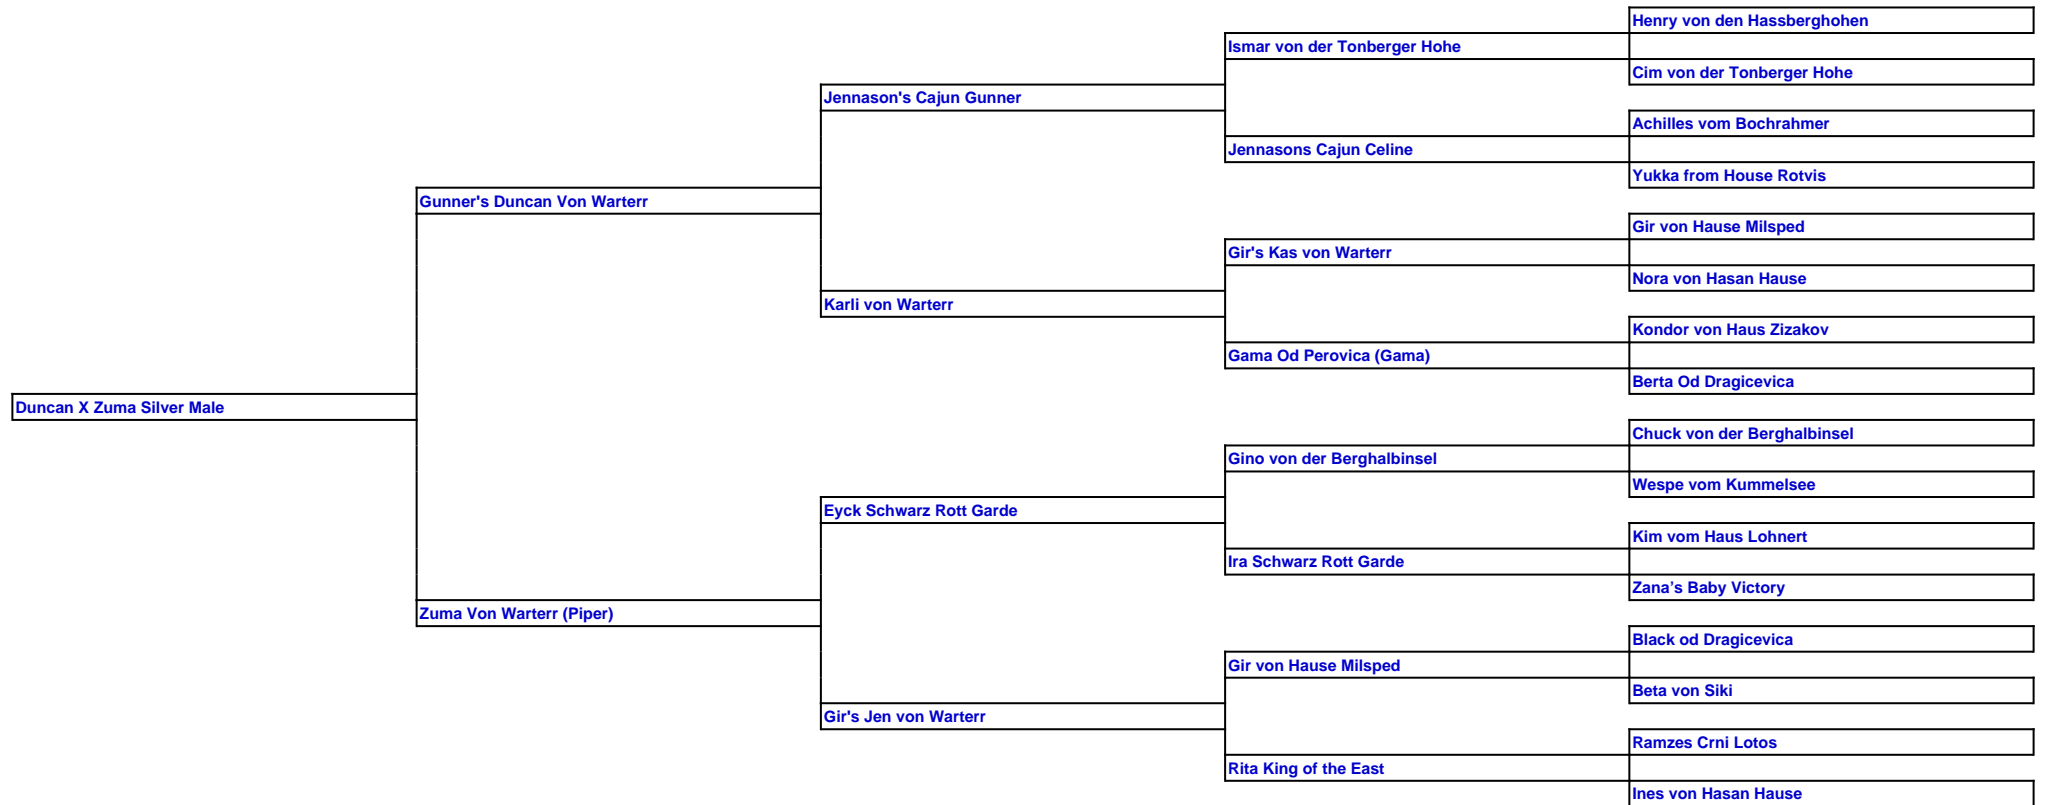 Henry von den Hassberghohen
Ismar von der Tonberger Hohe
Cim von der Tonberger Hohe
Jennason's Cajun Gunner
Achilles vom Bochrahmer
Jennasons Cajun Celine
Yukka from House Rotvis
Gunner's Duncan Von Warterr
Gir von Hause Milsped
Gir's Kas von Warterr
Nora von Hasan Hause
Karli von Warterr
Kondor von Haus Zizakov
Gama Od Perovica (Gama)
Berta Od Dragicevica
Duncan X Zuma Silver Male
Chuck von der Berghalbinsel
Gino von der Berghalbinsel
Wespe vom Kummelsee
Eyck Schwarz Rott Garde
Kim vom Haus Lohnert
Ira Schwarz Rott Garde
Zana’s Baby Victory
Zuma Von Warterr (Piper)
Black od Dragicevica
Gir von Hause Milsped
Beta von Siki
Gir's Jen von Warterr
Ramzes Crni Lotos
Rita King of the East
Ines von Hasan Hause